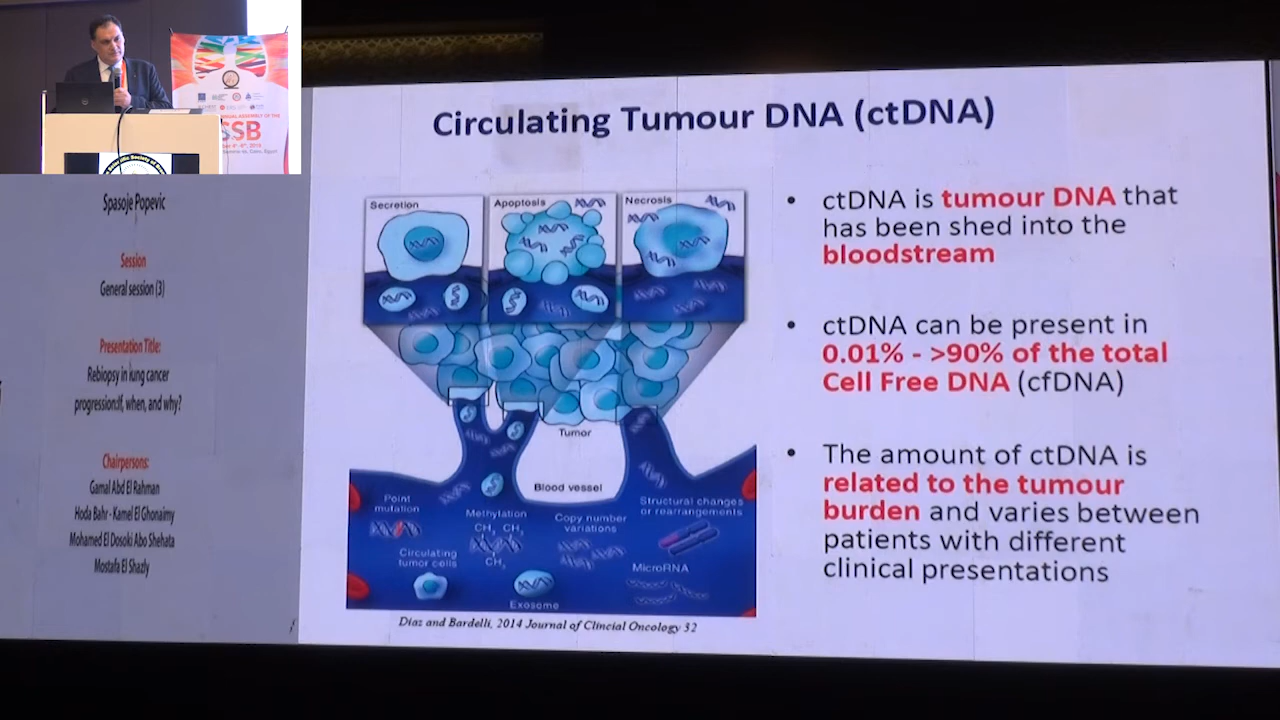 SSB
Spasoje Popevic
Session
General session (3)
Presentation Title:
Rebiopsy in lung cancer
progression:If, when, and why?
Chairpersons:
Gamal Abd El Rahman
Hoda Bahr - Kamel El Ghonaimy
Mohamed El Dosoki Abo Shehata
Mostafa El Shazly
Circulating Tumour DNA (ctDNA)
Secretion
Apoptosis
Necrosis
Tumor
Blood vessel
Point
mutation
Methylation
CH3 CH3
CH3
Copy number
variations
Structural changes
or rearrangements
Circulating
tumor cells
Exosome
MicroRNA
Diaz and Bardelli, 2014 Journal of Clincial Oncology 32
• ctDNA is tumour DNA that
has been shed into the
bloodstream
• ctDNA can be present in
0.01% - >90% of the total
Cell Free DNA (cfDNA)
• The amount of ctDNA is
related to the tumour
burden and varies between
patients with different
clinical presentations